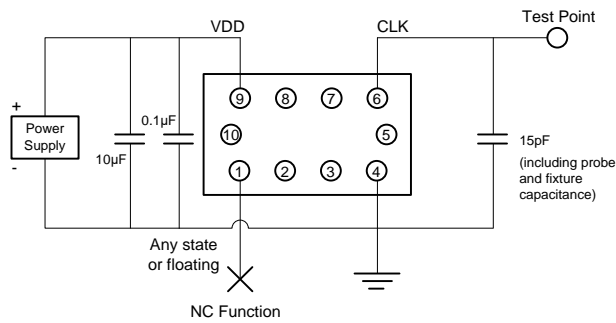 Test Point
VDD
CLK
9
8
7
6
+
Power
Supply
-
10µF
0.1µF
10
5
15pF
(including probe
and fixture
capacitance)
1
2
3
4
Any state
or floating
NC Function